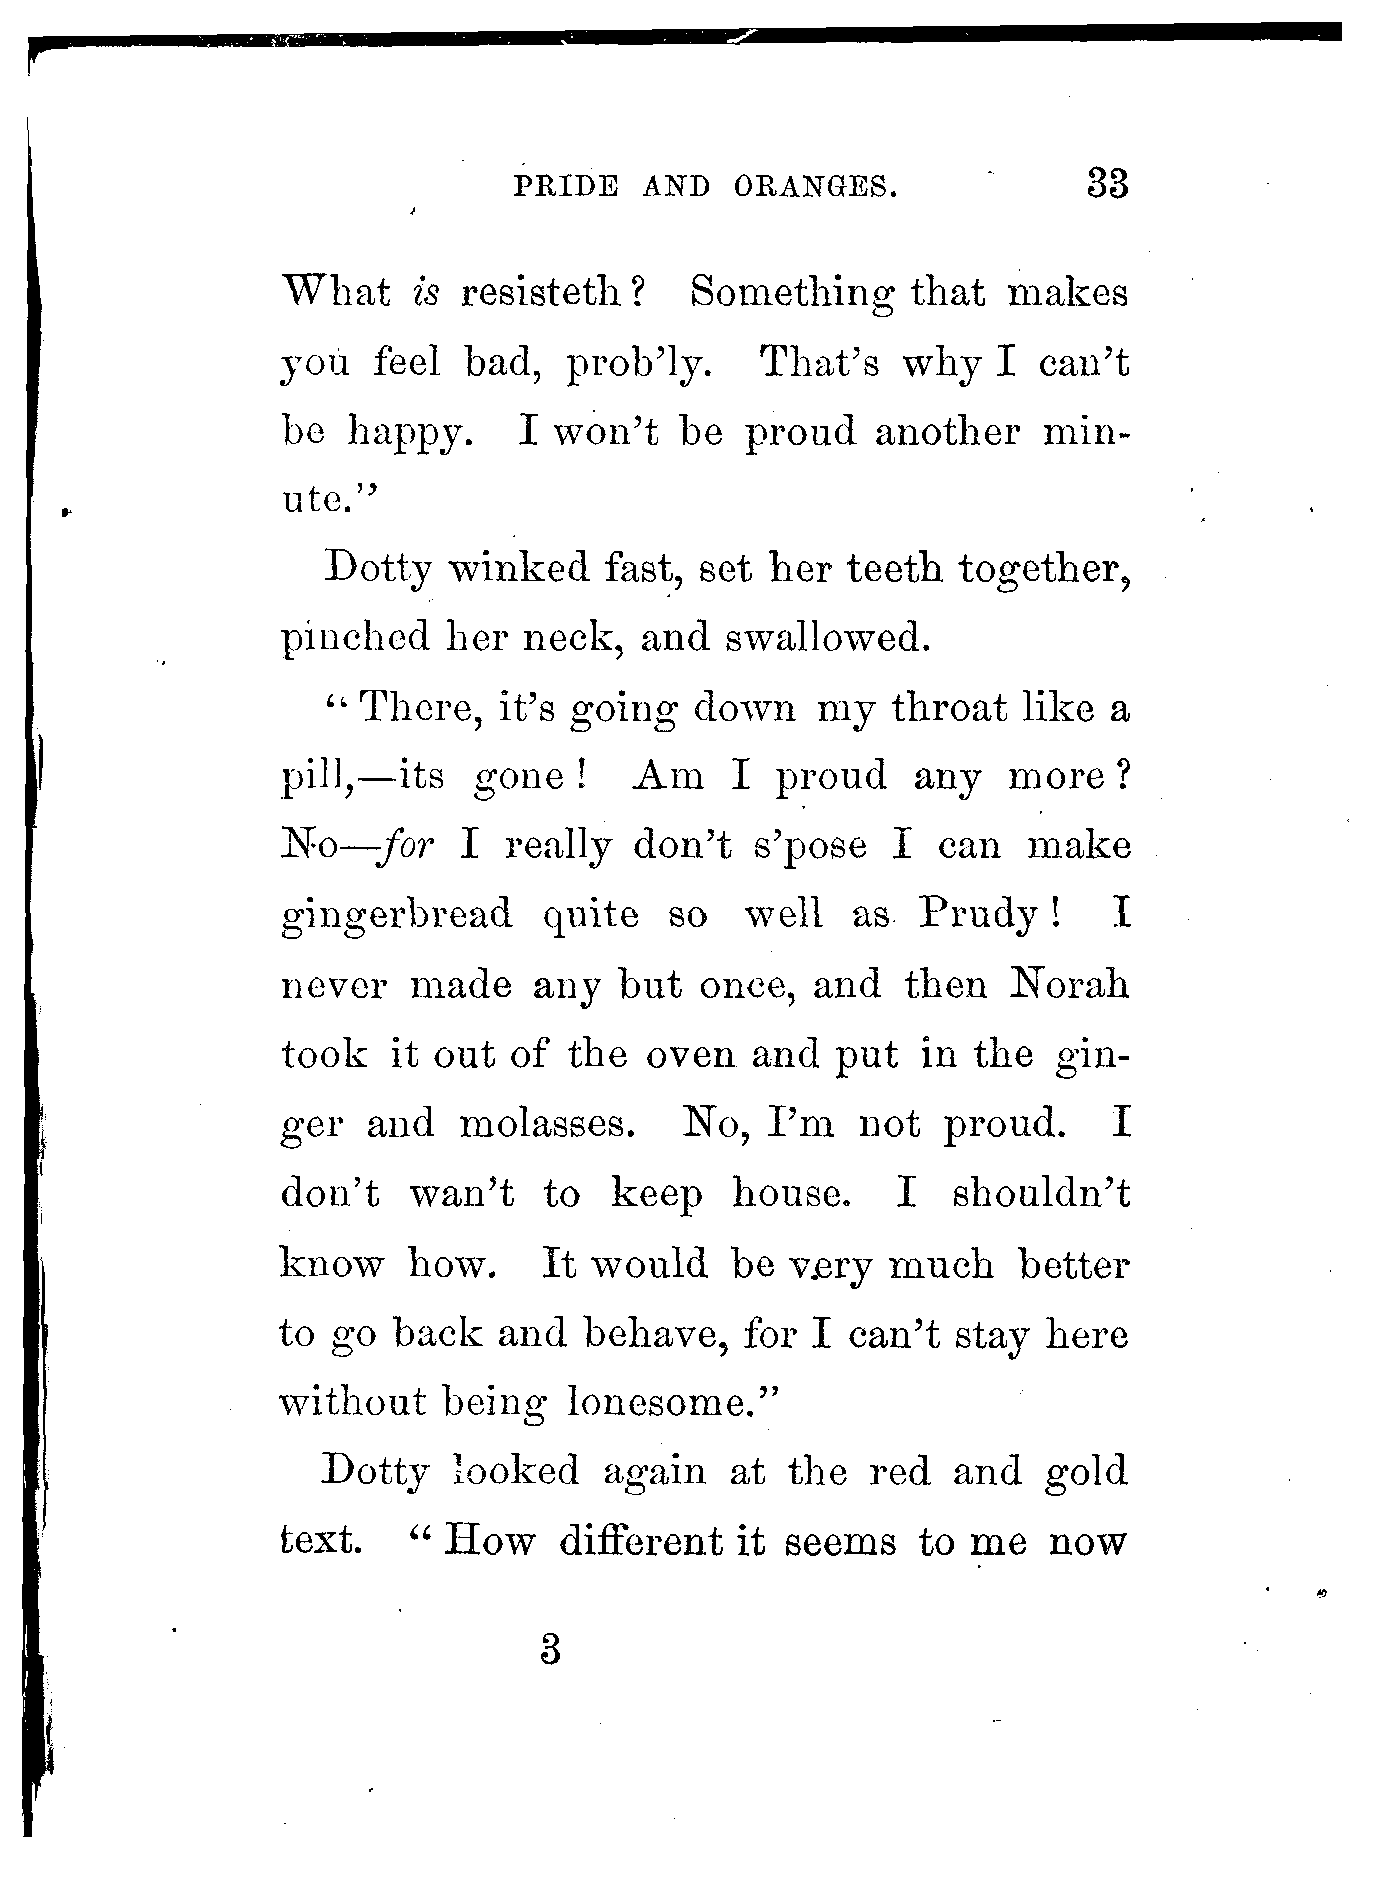 PRIDE AND ORANGES. 33
What is resisteth? Something that makes
you feel bad, prob'ly. That's why I can't
be happy. I won't be proud another min-
ute."
Dotty winked fast, set her teeth together,
pinched her neck, and swallowed.
"There, it's going down my throat like a
pill,—its gone! Am I proud any more?
No—for I really don't s'pose I can make
gingerbread quite so well as Prudy! I
never made any but once, and then Norah
took it out of the oven and put in the gin-
ger and molasses. No, I'm not proud. I
don't wan't to keep house. I shouldn't
know how. It would be very much better
to go back and behave, for I can't stay here
without being lonesome."
Dotty looked again at the red and gold
text. "How different it seems to me now
3